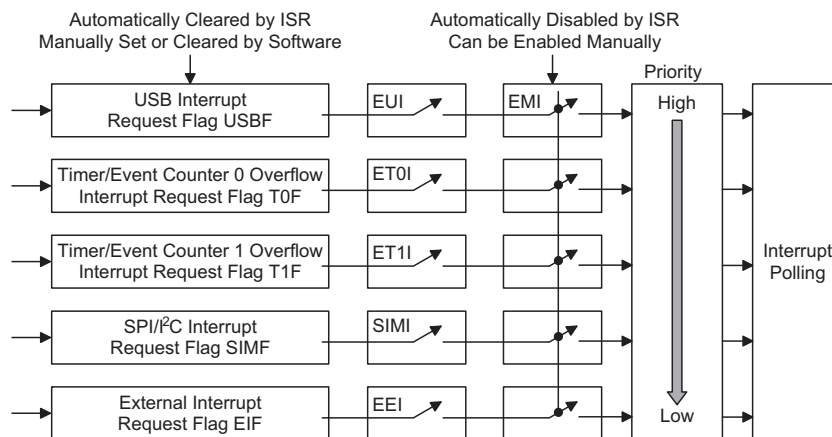 Automatically Cleared by ISR
Manually Set or Cleared by Software
Automatically Disabled by ISR
Can be Enabled Manually
Priority
USB Interrupt
Request Flag USBF
EUI
EMI
High
Timer/Event Counter 0 Overflow
Interrupt Request Flag T0F
ET0I
Timer/Event Counter 1 Overflow
Interrupt Request Flag T1F
ET1I
Interrupt
Polling
SPI/I²C Interrupt
Request Flag SIMF
SIMI
External Interrupt
Request Flag EIF
EEI
Low